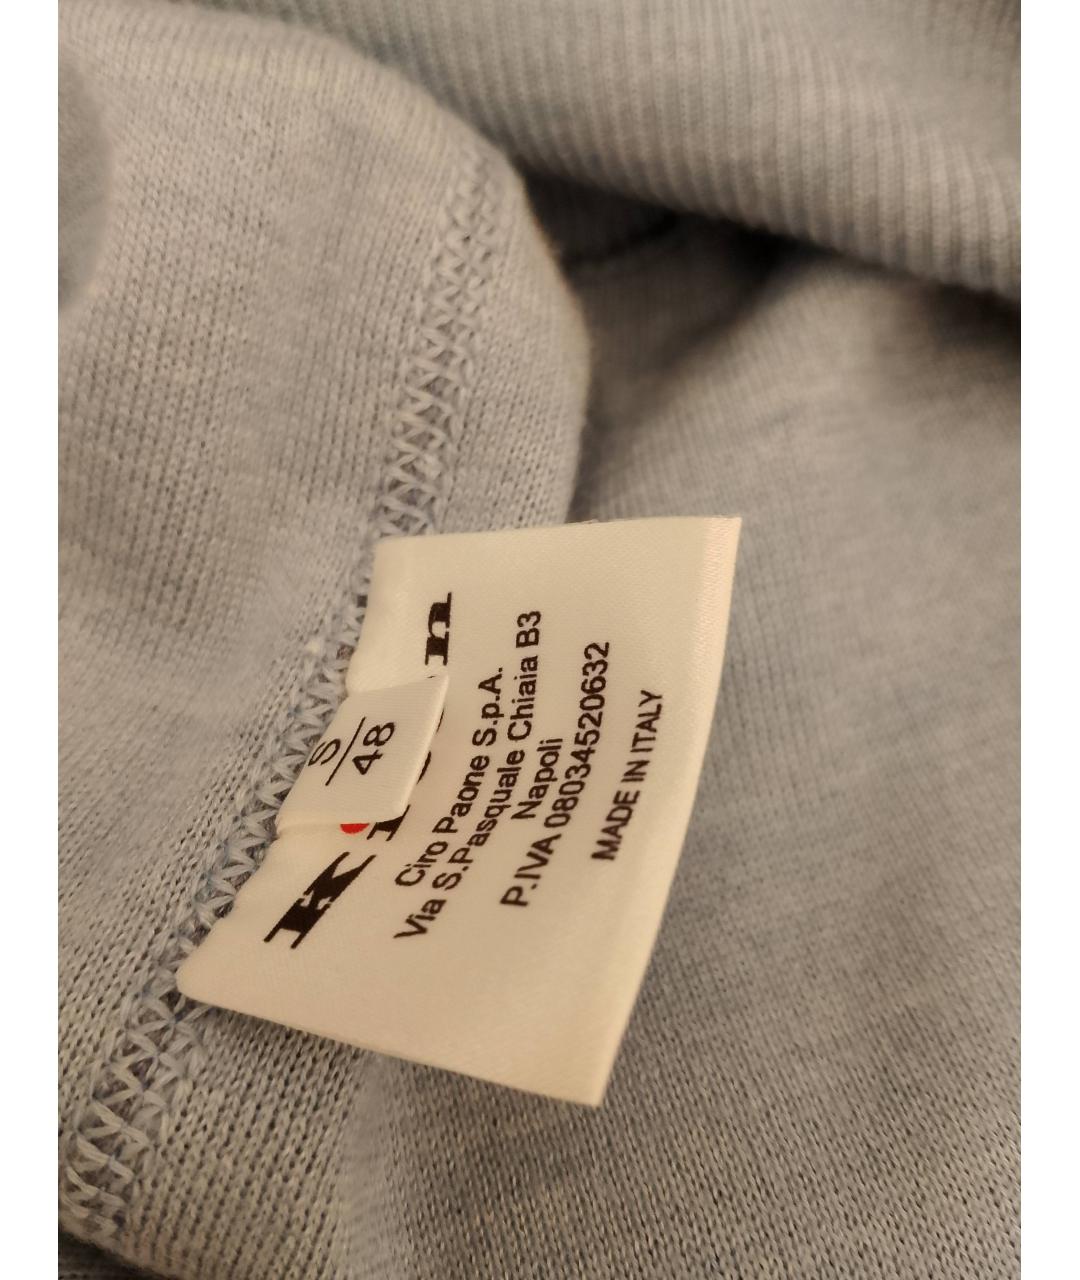 S
48
K n
Ciro Paone S.p.A.
Via S.Pasquale Chiaia B3
Napoli
P.IVA 08034520632
MADE IN ITALY